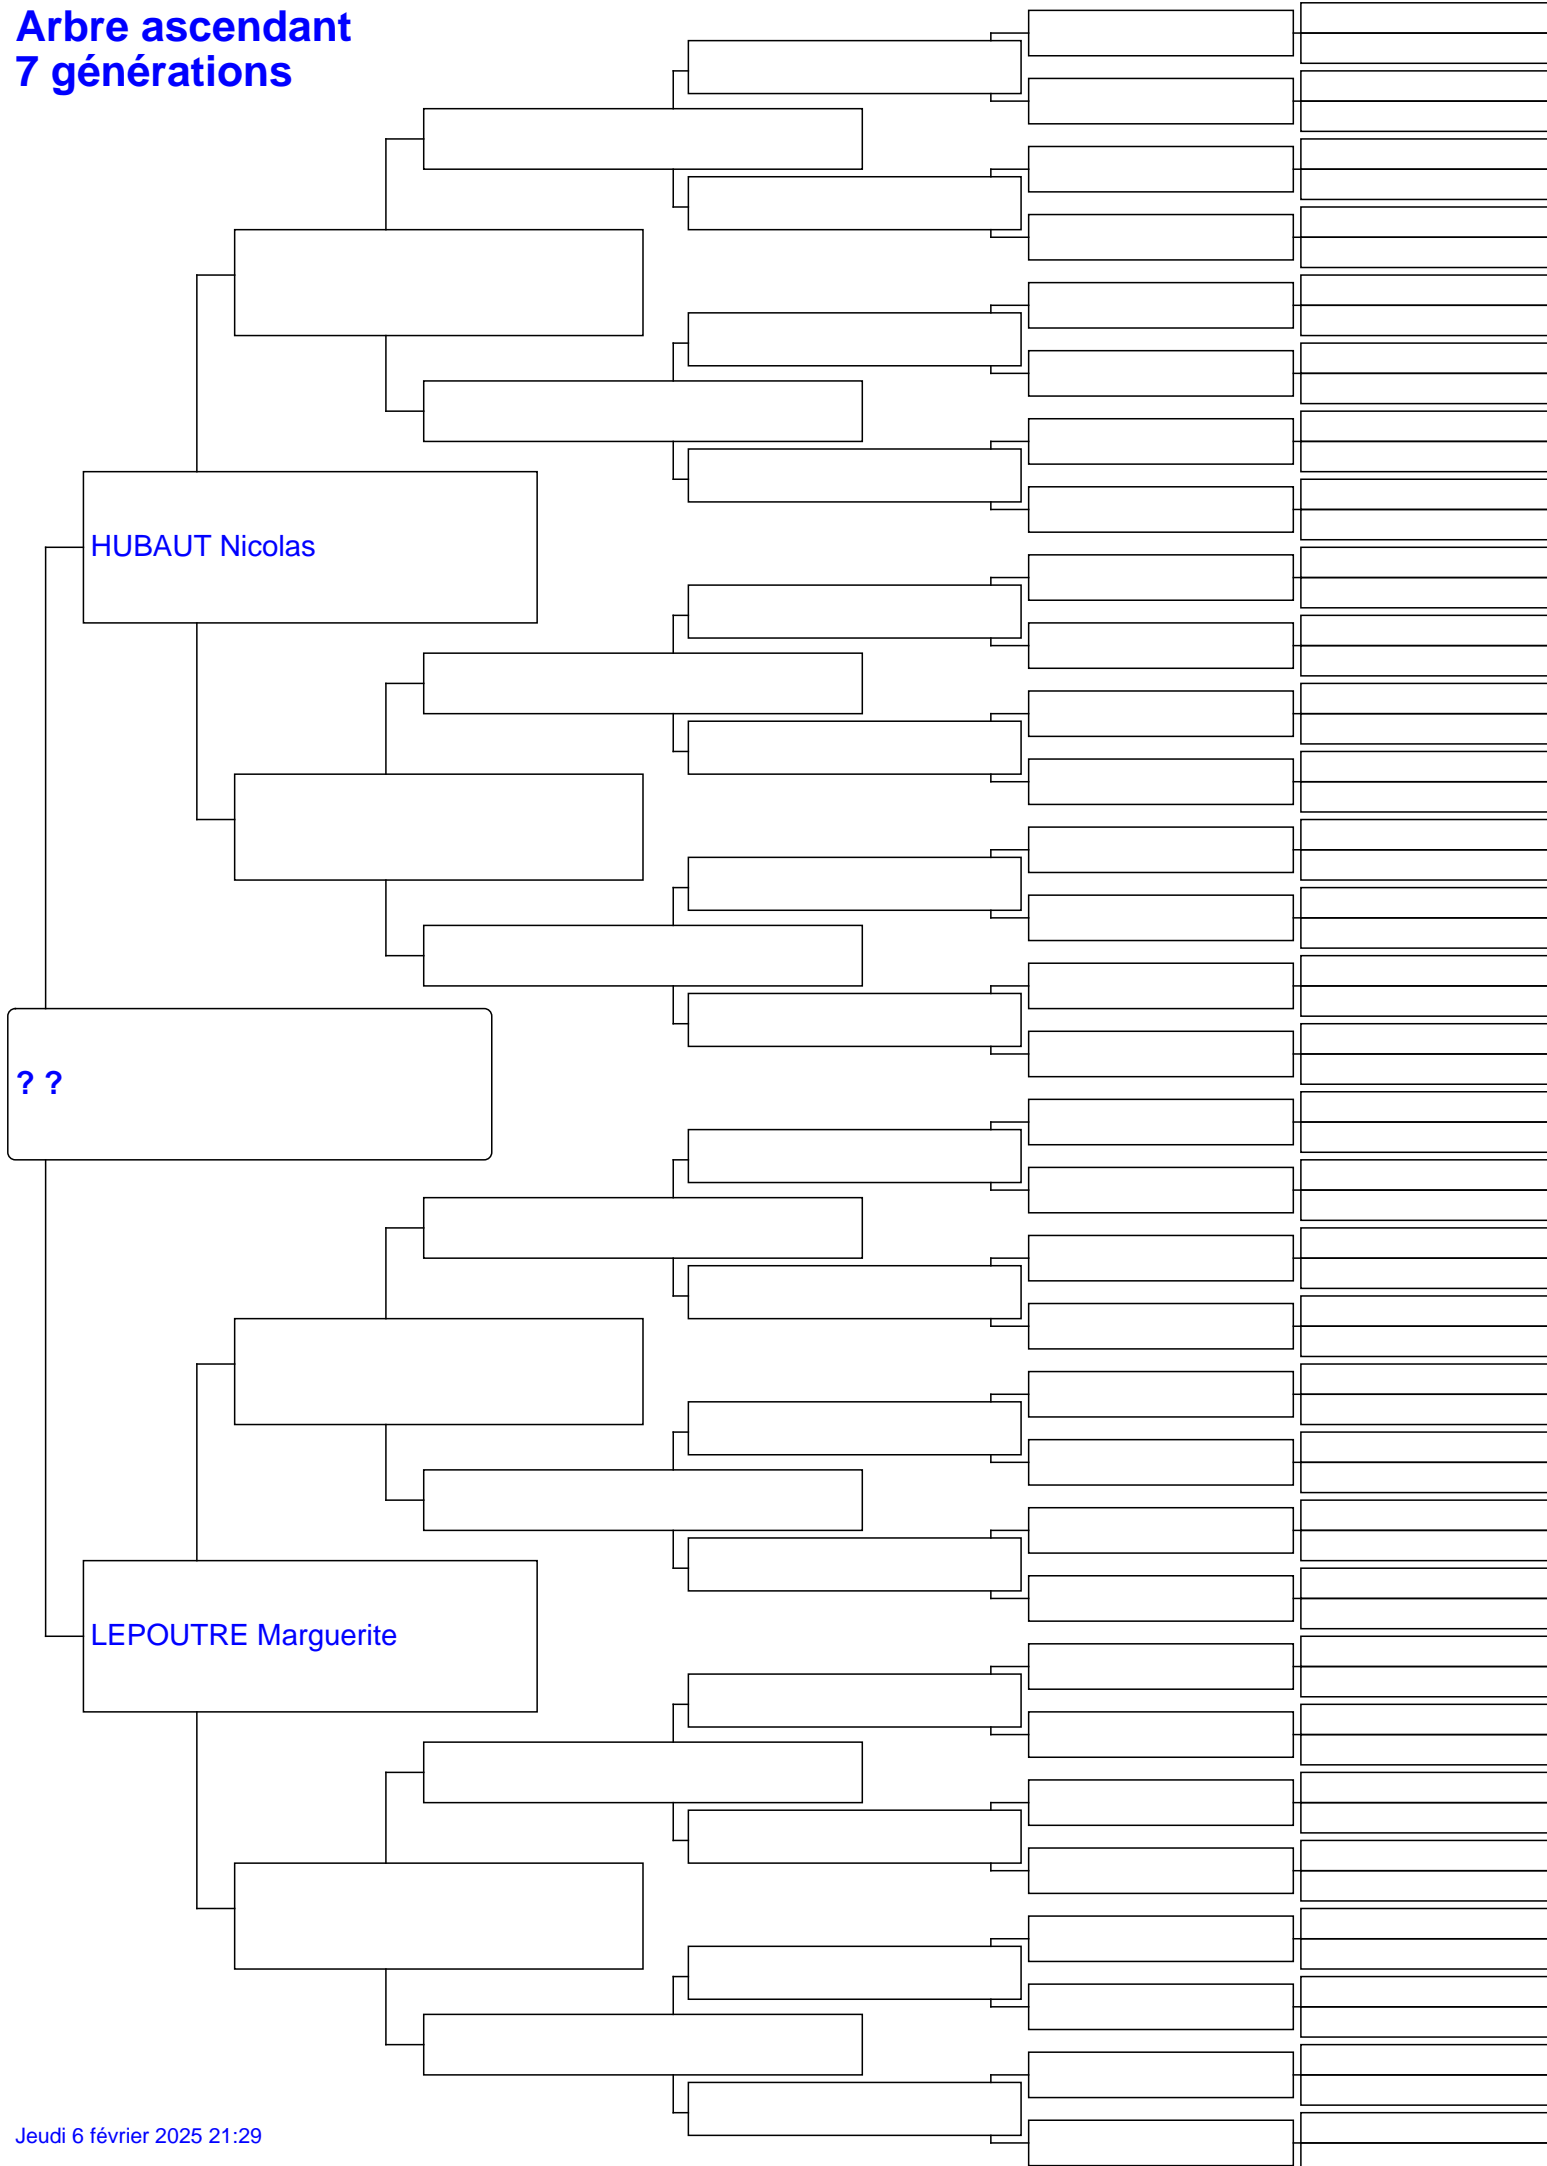 Arbre ascendant
7 générations
HUBAUT Nicolas
? ?
LEPOUTRE Marguerite
Jeudi 6 février 2025 21:29